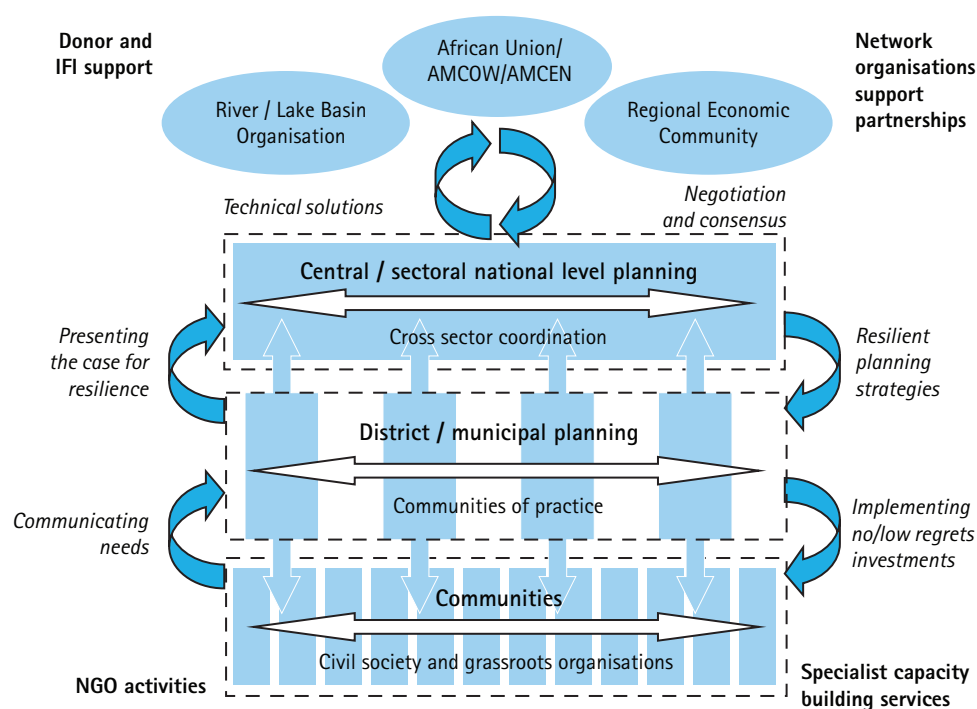 Donor and
IFI support
African Union/
AMCOW/AMCEN
Network
organisations
support
partnerships
River / Lake Basin
Organisation
Regional Economic
Community
Technical solutions
Negotiation
and consensus
Central / sectoral national level planning
Cross sector coordination
Presenting
the case for
resilience
Resilient
planning
strategies
District / municipal planning
Communities of practice
Communicating
needs
Implementing
no/low regrets
investments
Communities
Civil society and grassroots organisations
NGO activities
Specialist capacity
building services